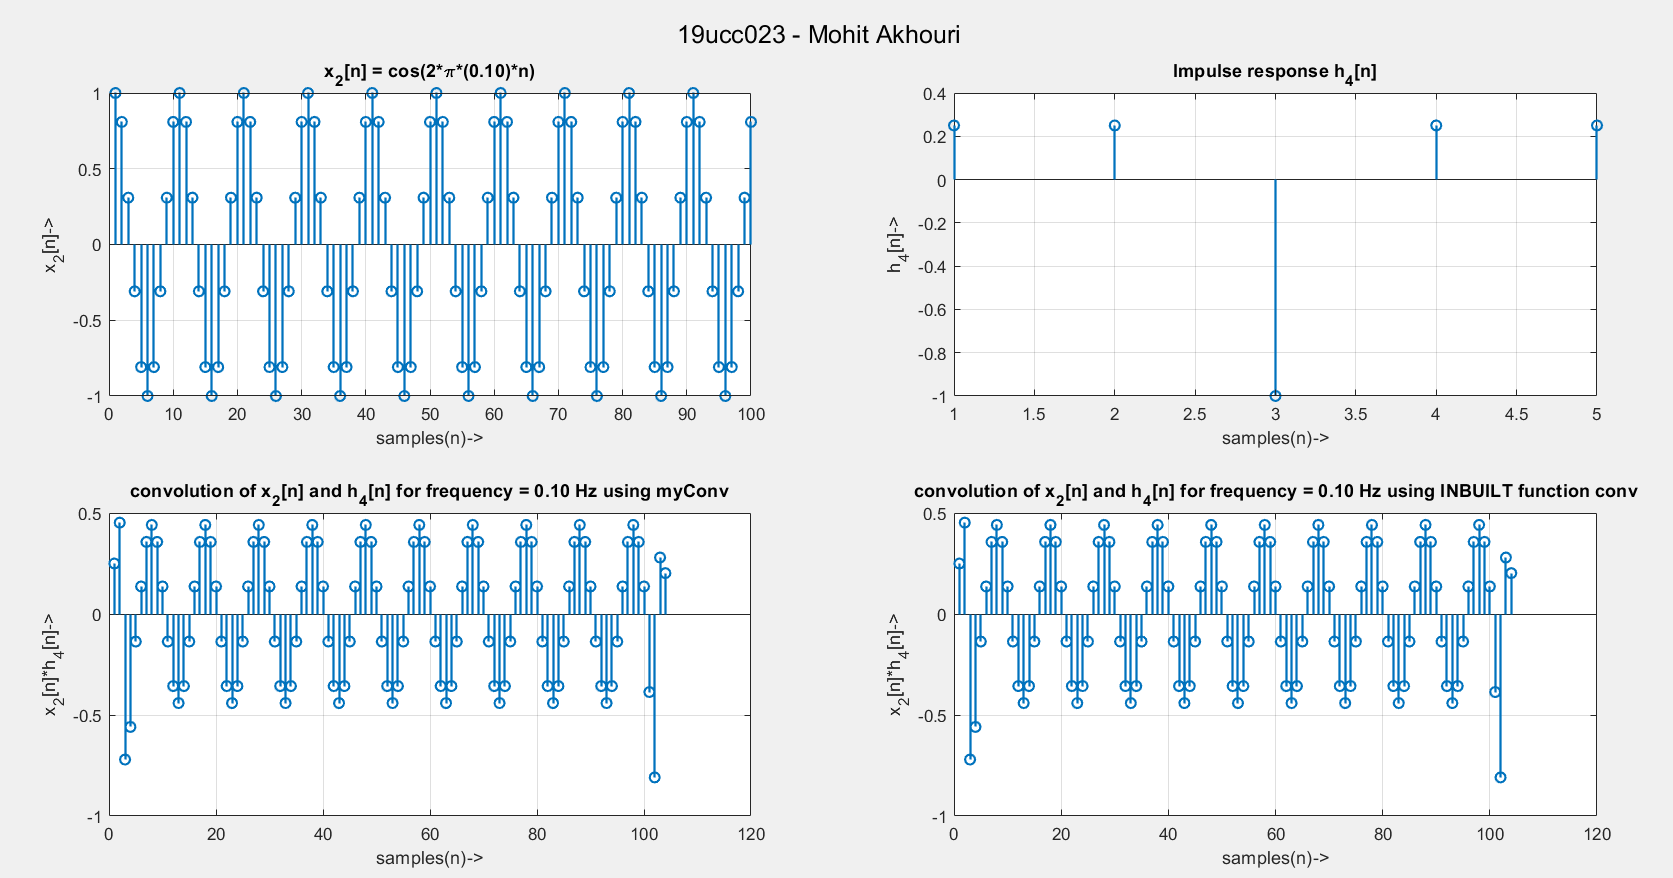 19ucc023 - Mohit Akhouri
x2[n] = cos(2*π*(0.10)*n)
1
0.5
0
-0.5
-1
x2[n]->
0 10 20 30 40 50 60 70 80 90 100
samples(n)->
Impulse response h4[n]
0.4
0.2
0
-0.2
-0.4
-0.6
-0.8
-1
h4[n]->
1 1.5 2 2.5 3 3.5 4 4.5 5
samples(n)->
convolution of x2[n] and h4[n] for frequency = 0.10 Hz using myConv
0.5
0
-0.5
-1
x2[n]*h4[n]->
0 20 40 60 80 100 120
samples(n)->
convolution of x2[n] and h4[n] for frequency = 0.10 Hz using INBUILT function conv
0.5
0
-0.5
-1
x2[n]*h4[n]->
0 20 40 60 80 100 120
samples(n)->